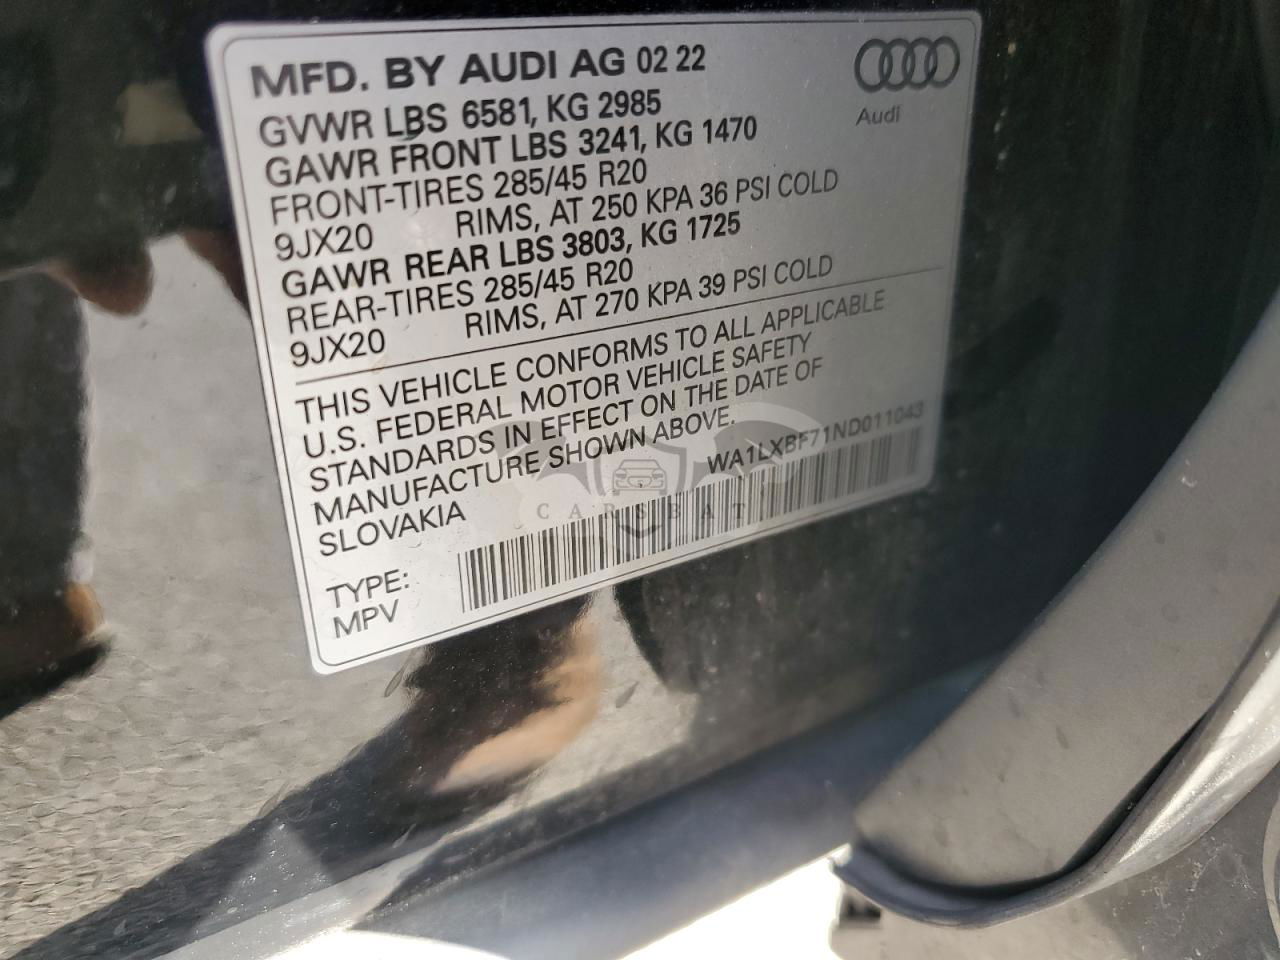 MFD. BY AUDI AG 02 22
GVWR LBS 6581, KG 2985
GAWR FRONT LBS 3241, KG 1470
FRONT-TIRES 285/45 R20
9JX20 RIMS, AT 250 KPA 36 PSI COLD
GAWR REAR LBS 3803, KG 1725
REAR-TIRES 285/45 R20
9JX20 RIMS, AT 270 KPA 39 PSI COLD
THIS VEHICLE CONFORMS TO ALL APPLICABLE
U.S. FEDERAL MOTOR VEHICLE SAFETY
STANDARDS IN EFFECT ON THE DATE OF
MANUFACTURE SHOWN ABOVE.
SLOVAKIA
WA1LXBF71ND011043
TYPE:
MPV
Audi
CARSBAT